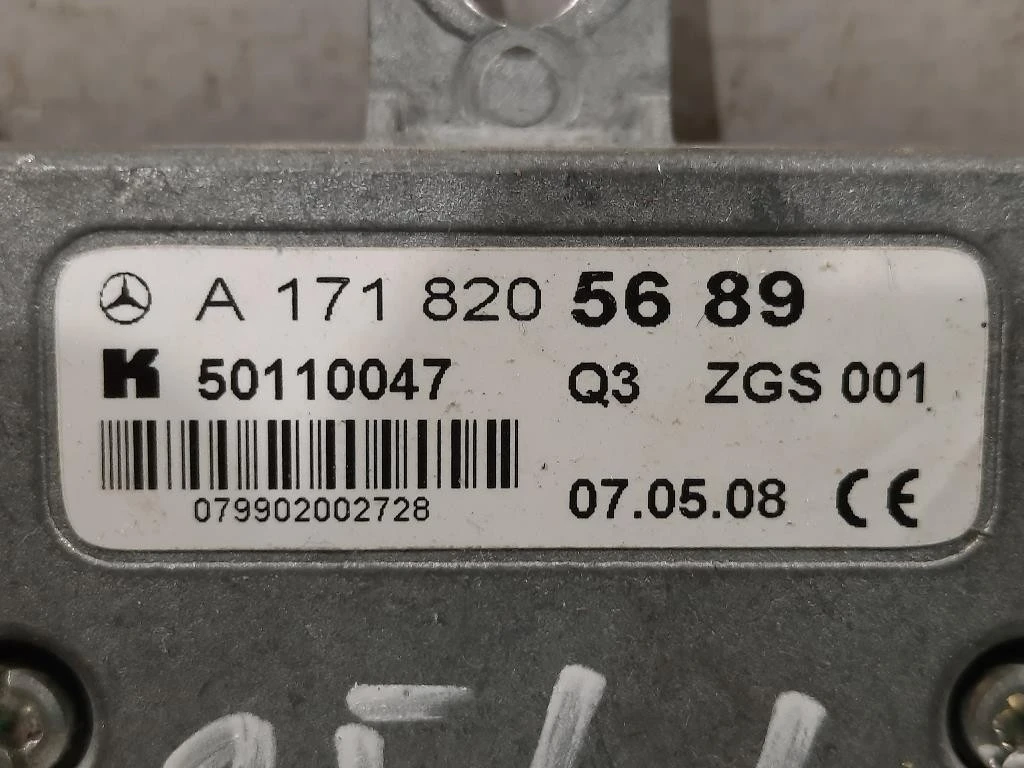 A 171 820 56 89
K 50110047 Q3 ZGS 001
079902002728 07.05.08 CE